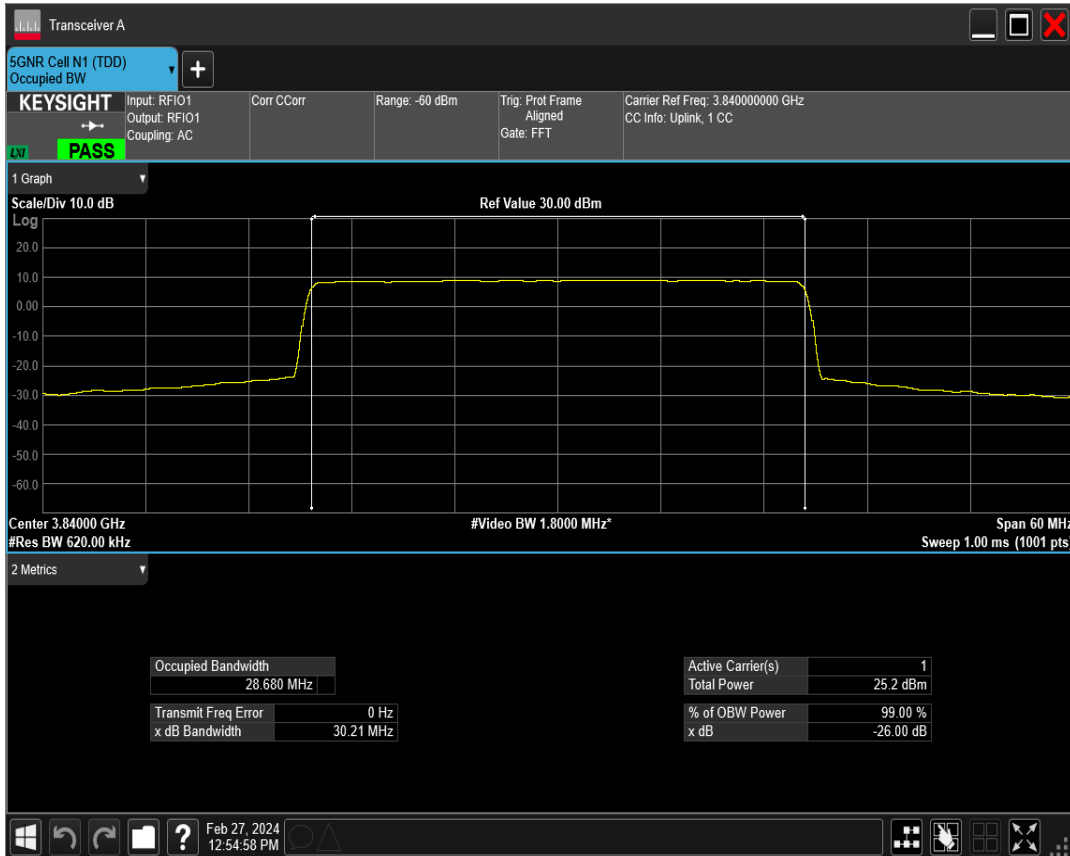 Transceiver A
5GNR Cell N1 (TDD)
Occupied BW
+
KEYSIGHT
LXI
PASS
Input: RFIO1
Output: RFIO1
Coupling: AC
Corr CCorr
Range: -60 dBm
Trig: Prot Frame
Aligned
Gate: FFT
Carrier Ref Freq: 3.840000000 GHz
CC Info: Uplink, 1 CC
1 Graph
Scale/Div 10.0 dB
Ref Value 30.00 dBm
Log
20.0
10.0
0.00
-10.0
-20.0
-30.0
-40.0
-50.0
-60.0
Center 3.84000 GHz
#Video BW 1.8000 MHz*
Span 60 MHz
#Res BW 620.00 kHz
Sweep 1.00 ms (1001 pts)
2 Metrics
Occupied Bandwidth
28.680 MHz
Transmit Freq Error 0 Hz
x dB Bandwidth 30.21 MHz
Active Carrier(s) 1
Total Power 25.2 dBm
% of OBW Power 99.00 %
x dB -26.00 dB
?
Feb 27, 2024
12:54:58 PM